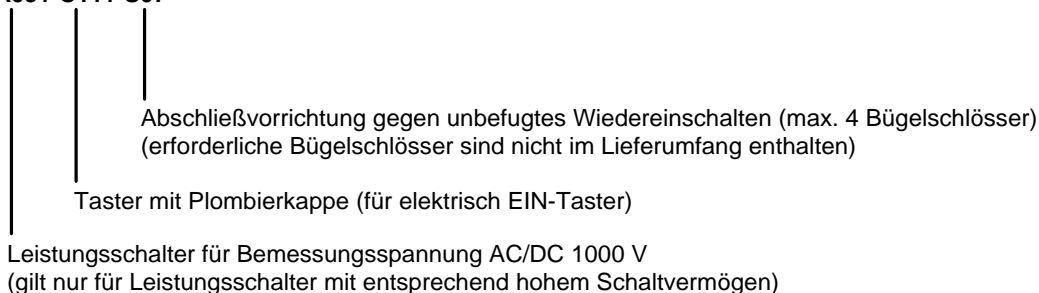 Abschließvorrichtung gegen unbefugtes Wiedereinschalten (max. 4 Bügelschlösser)
(erforderliche Bügelschlösser sind nicht im Lieferumfang enthalten)
Taster mit Plombierkappe (für elektrisch EIN-Taster)
Leistungsschalter für Bemessungsspannung AC/DC 1000 V
(gilt nur für Leistungsschalter mit entsprechend hohem Schaltvermögen)